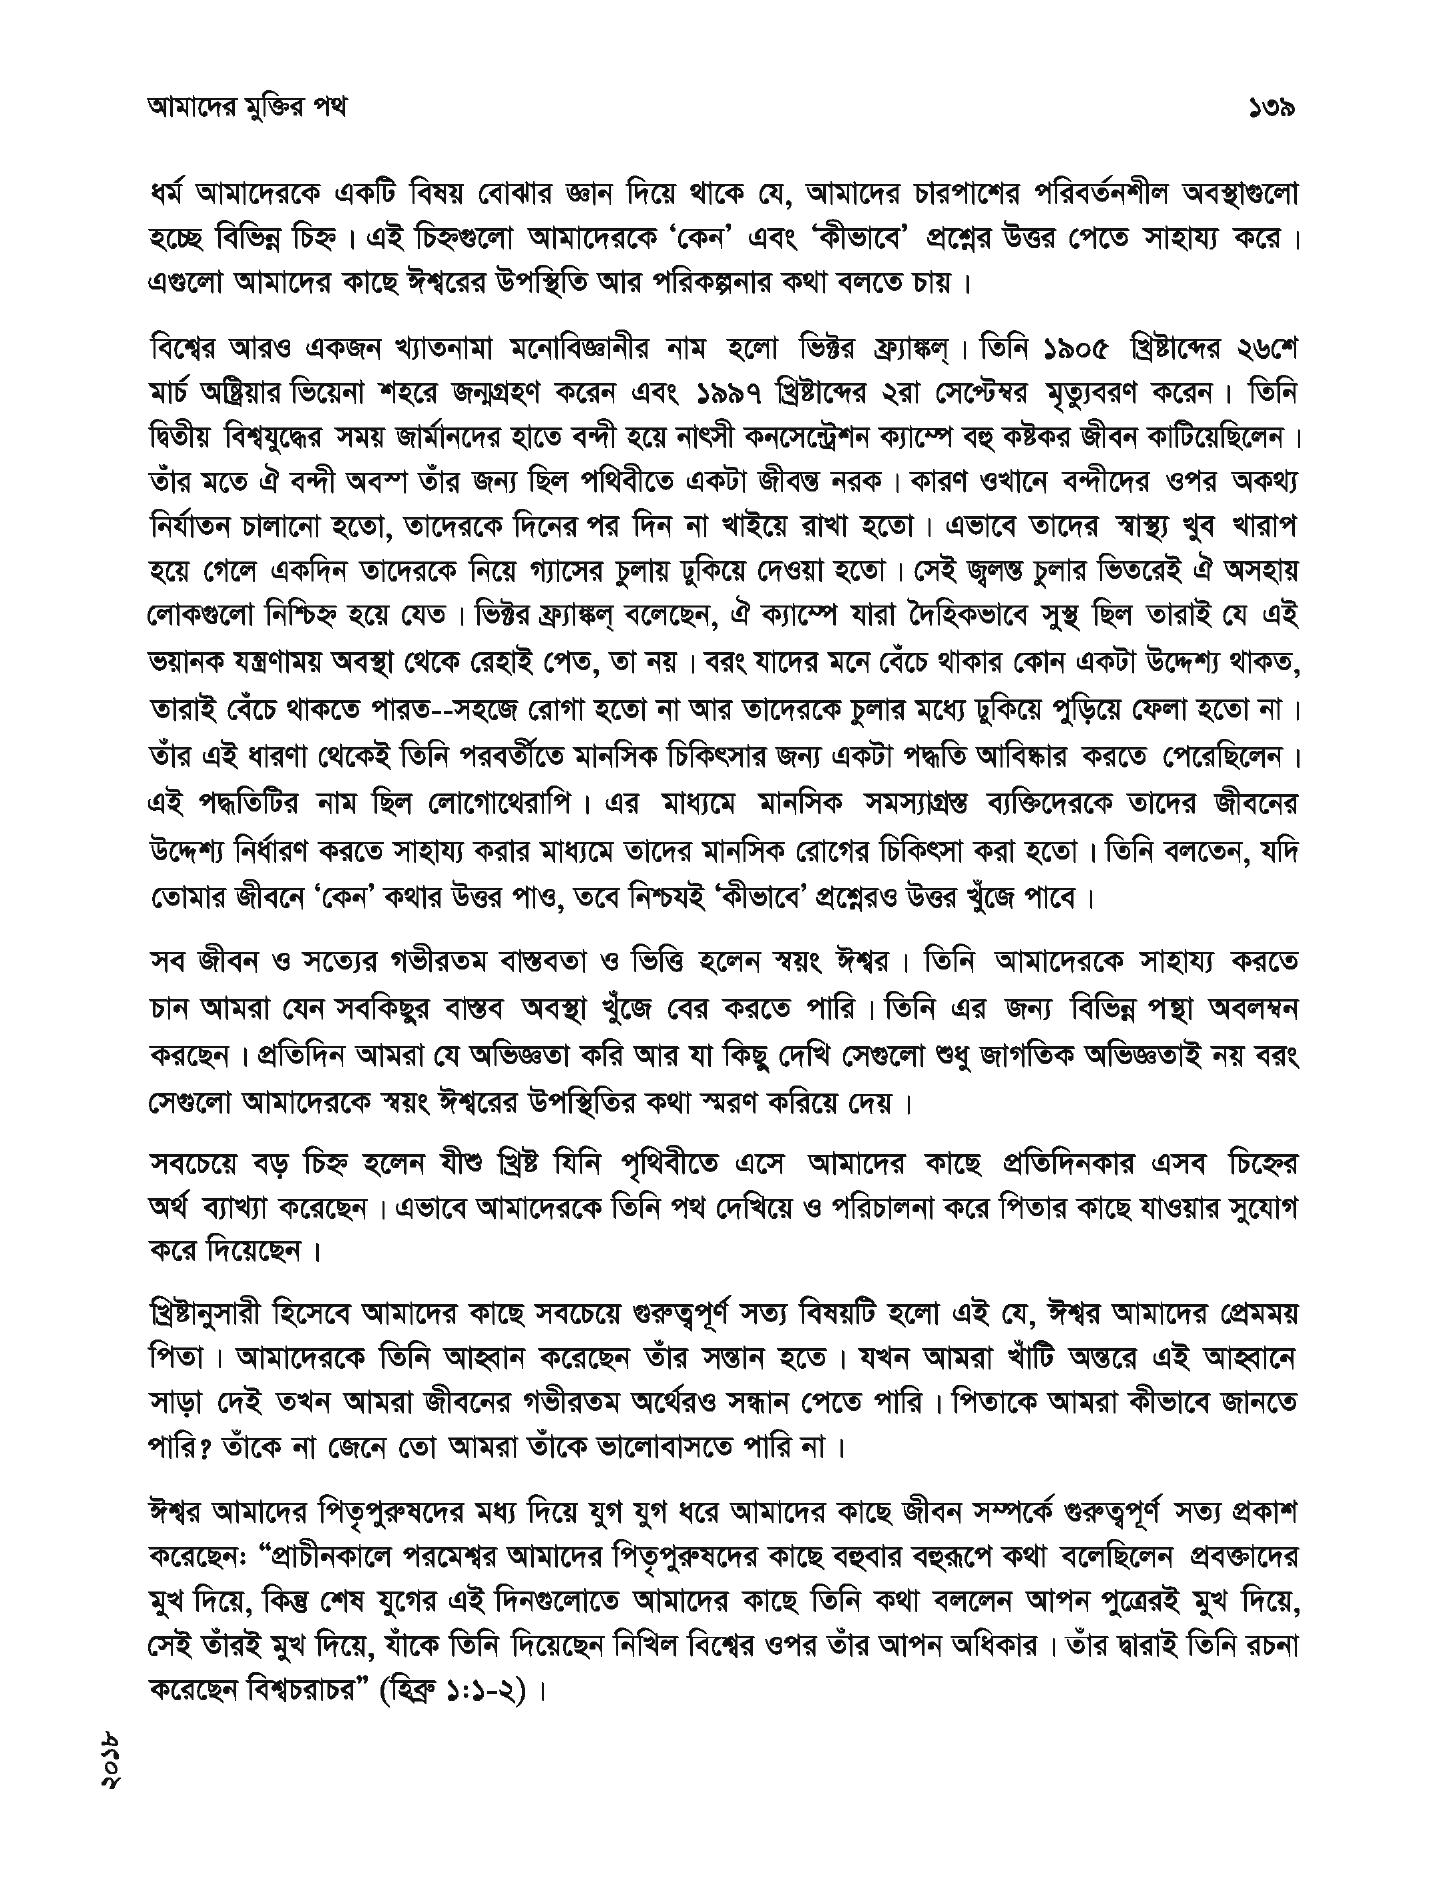 আমাদের মুক্তির পথ ১৩৯
ধর্ম আমাদেরকে একটি বিষয় বোঝার জ্ঞান দিয়ে থাকে যে, আমাদের চারপাশের পরিবর্তনশীল অবস্থাগুলো
হচ্ছে বিভিন্ন চিহ্ন। এই চিহ্নগুলো আমাদেরকে ‘কেন’ এবং ‘কীভাবে’ প্রশ্নের উত্তর পেতে সাহায্য করে।
এগুলো আমাদের কাছে ঈশ্বরের উপস্থিতি আর পরিকল্পনার কথা বলতে চায়।
বিশ্বের আরও একজন খ্যাতনামা মনোবিজ্ঞানীর নাম হলো ভিক্টর ফ্র্যাঙ্কল্। তিনি ১৯০৫ খ্রিষ্টাব্দের ২৬শে
মার্চ অষ্ট্রিয়ার ভিয়েনা শহরে জন্মগ্রহণ করেন এবং ১৯৯৭ খ্রিষ্টাব্দের ২রা সেপ্টেম্বর মৃত্যুবরণ করেন। তিনি
দ্বিতীয় বিশ্বযুদ্ধের সময় জার্মানদের হাতে বন্দী হয়ে নাৎসী কনসেন্ট্রেশন ক্যাম্পে বহু কষ্টকর জীবন কাটিয়েছিলেন।
তাঁর মতে ঐ বন্দী অবস্া তাঁর জন্য ছিল পথিবীতে একটা জীবন্ত নরক। কারণ ওখানে বন্দীদের ওপর অকথ্য
নির্যাতন চালানো হতো, তাদেরকে দিনের পর দিন না খাইয়ে রাখা হতো। এভাবে তাদের স্বাস্থ্য খুব খারাপ
হয়ে গেলে একদিন তাদেরকে নিয়ে গ্যাসের চুলায় ঢুকিয়ে দেওয়া হতো। সেই জ্বলন্ত চুলার ভিতরেই ঐ অসহায়
লোকগুলো নিশ্চিহ্ন হয়ে যেত। ভিক্টর ফ্র্যাঙ্কল্ বলেছেন, ঐ ক্যাম্পে যারা দৈহিকভাবে সুস্থ ছিল তারাই যে এই
ভয়ানক যন্ত্রণাময় অবস্থা থেকে রেহাই পেত, তা নয়। বরং যাদের মনে বেঁচে থাকার কোন একটা উদ্দেশ্য থাকত,
তারাই বেঁচে থাকতে পারত--সহজে রোগা হতো না আর তাদেরকে চুলার মধ্যে ঢুকিয়ে পুড়িয়ে ফেলা হতো না।
তাঁর এই ধারণা থেকেই তিনি পরবর্তীতে মানসিক চিকিৎসার জন্য একটা পদ্ধতি আবিষ্কার করতে পেরেছিলেন।
এই পদ্ধতিটির নাম ছিল লোগোথেরাপি। এর মাধ্যমে মানসিক সমস্যাগ্রস্ত ব্যক্তিদেরকে তাদের জীবনের
উদ্দেশ্য নির্ধারণ করতে সাহায্য করার মাধ্যমে তাদের মানসিক রোগের চিকিৎসা করা হতো। তিনি বলতেন, যদি
তোমার জীবনে ‘কেন’ কথার উত্তর পাও, তবে নিশ্চযই ‘কীভাবে’ প্রশ্নেরও উত্তর খুঁজে পাবে।
সব জীবন ও সত্যের গভীরতম বাস্তবতা ও ভিত্তি হলেন স্বয়ং ঈশ্বর। তিনি আমাদেরকে সাহায্য করতে
চান আমরা যেন সবকিছুর বাস্তব অবস্থা খুঁজে বের করতে পারি। তিনি এর জন্য বিভিন্ন পন্থা অবলম্বন
করছেন। প্রতিদিন আমরা যে অভিজ্ঞতা করি আর যা কিছু দেখি সেগুলো শুধু জাগতিক অভিজ্ঞতাই নয় বরং
সেগুলো আমাদেরকে স্বয়ং ঈশ্বরের উপস্থিতির কথা স্মরণ করিয়ে দেয়।
সবচেয়ে বড় চিহ্ন হলেন যীশু খ্রিষ্ট যিনি পৃথিবীতে এসে আমাদের কাছে প্রতিদিনকার এসব চিহ্নের
অর্থ ব্যাখ্যা করেছেন। এভাবে আমাদেরকে তিনি পথ দেখিয়ে ও পরিচালনা করে পিতার কাছে যাওয়ার সুযোগ
করে দিয়েছেন।
খ্রিষ্টানুসারী হিসেবে আমাদের কাছে সবচেয়ে গুরুত্বপূর্ণ সত্য বিষয়টি হলো এই যে, ঈশ্বর আমাদের প্রেমময়
পিতা। আমাদেরকে তিনি আহ্বান করেছেন তাঁর সন্তান হতে। যখন আমরা খাঁটি অন্তরে এই আহ্বানে
সাড়া দেই তখন আমরা জীবনের গভীরতম অর্থেরও সন্ধান পেতে পারি। পিতাকে আমরা কীভাবে জানতে
পারি? তাঁকে না জেনে তো আমরা তাঁকে ভালোবাসতে পারি না।
ঈশ্বর আমাদের পিতৃপুরুষদের মধ্য দিয়ে যুগ যুগ ধরে আমাদের কাছে জীবন সম্পর্কে গুরুত্বপূর্ণ সত্য প্রকাশ
করেছেন: “প্রাচীনকালে পরমেশ্বর আমাদের পিতৃপুরুষদের কাছে বহুবার বহুরূপে কথা বলেছিলেন প্রবক্তাদের
মুখ দিয়ে, কিন্তু শেষ যুগের এই দিনগুলোতে আমাদের কাছে তিনি কথা বললেন আপন পুত্রেরই মুখ দিয়ে,
সেই তাঁরই মুখ দিয়ে, যাঁকে তিনি দিয়েছেন নিখিল বিশ্বের ওপর তাঁর আপন অধিকার। তাঁর দ্বারাই তিনি রচনা
করেছেন বিশ্বচরাচর” (হিব্রু ১:১-২)।
২০১৮